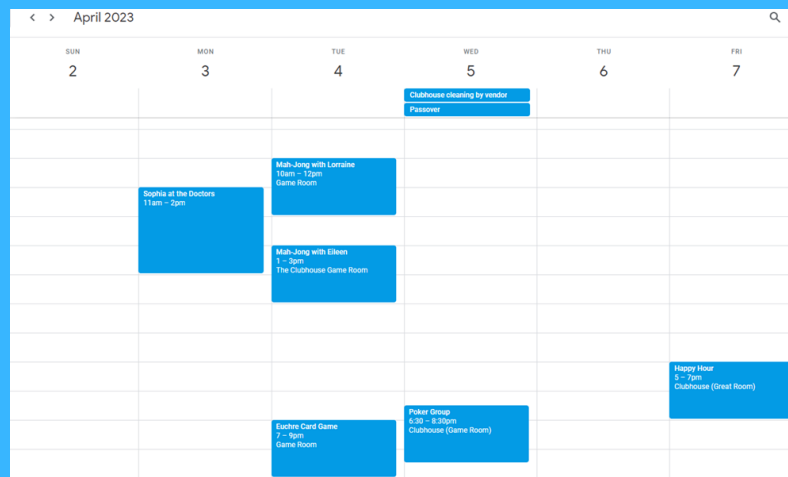 April 2023
SUN
2
MON
3
TUE
4
WED
5
THU
6
FRI
7
Clubhouse cleaning by vendor
Passover
Sophia at the Doctors
11am – 2pm
Mah-Jong with Lorraine
10am – 12pm
Game Room
Mah-Jong with Eileen
1 – 3pm
The Clubhouse Game Room
Euchre Card Game
7 – 9pm
Game Room
Poker Group
6:30 – 8:30pm
Clubhouse (Game Room)
Happy Hour
5 – 7pm
Clubhouse (Great Room)